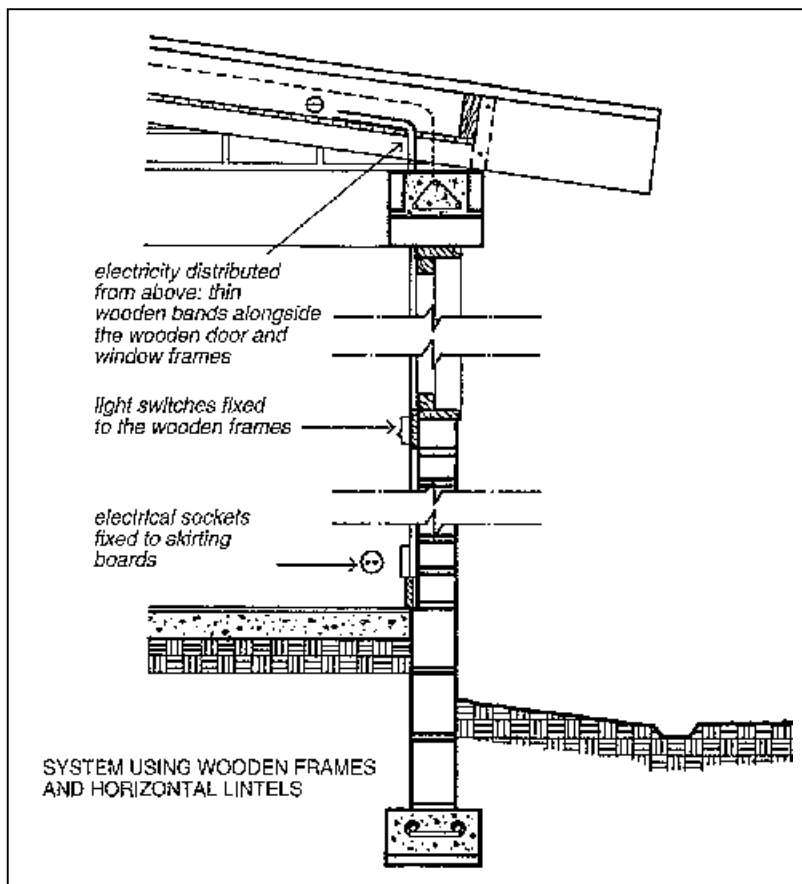 electricity distributed
from above: thin
wooden bands alongside
the wooden door and
window frames
light switches fixed
to the wooden frames
electrical sockets
fixed to skirting
boards
SYSTEM USING WOODEN FRAMES
AND HORIZONTAL LINTELS